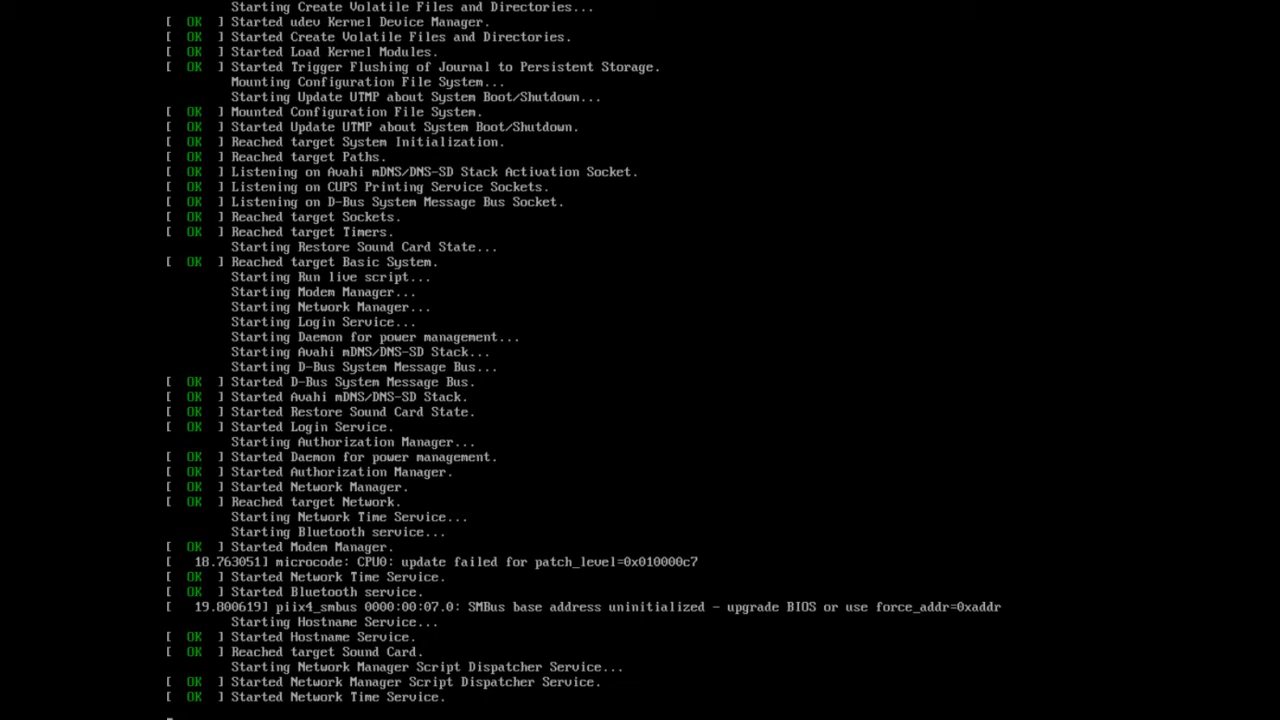 Starting Create Volatile Files and Directories...
[  OK  ] Started udev Kernel Device Manager.
[  OK  ] Started Create Volatile Files and Directories.
[  OK  ] Started Load Kernel Modules.
[  OK  ] Started Trigger Flushing of Journal to Persistent Storage.
Mounting Configuration File System...
Starting Update UTMP about System Boot/Shutdown...
[  OK  ] Mounted Configuration File System.
[  OK  ] Started Update UTMP about System Boot/Shutdown.
[  OK  ] Reached target System Initialization.
[  OK  ] Reached target Paths.
[  OK  ] Listening on Avahi mDNS/DNS-SD Stack Activation Socket.
[  OK  ] Listening on CUPS Printing Service Sockets.
[  OK  ] Listening on D-Bus System Message Bus Socket.
[  OK  ] Reached target Sockets.
[  OK  ] Reached target Timers.
Starting Restore Sound Card State...
[  OK  ] Reached target Basic System.
Starting Run live script...
Starting Modem Manager...
Starting Network Manager...
Starting Login Service...
Starting Daemon for power management...
Starting Avahi mDNS/DNS-SD Stack...
Starting D-Bus System Message Bus...
[  OK  ] Started D-Bus System Message Bus.
[  OK  ] Started Avahi mDNS/DNS-SD Stack.
[  OK  ] Started Restore Sound Card State.
[  OK  ] Started Login Service.
Starting Authorization Manager...
[  OK  ] Started Daemon for power management.
[  OK  ] Started Authorization Manager.
[  OK  ] Started Network Manager.
[  OK  ] Reached target Network.
Starting Network Time Service...
Starting Bluetooth service...
[  OK  ] Started Modem Manager.
[   18.763051] microcode: CPU0: update failed for patch_level=0x010000c7
[  OK  ] Started Network Time Service.
[  OK  ] Started Bluetooth service.
[   19.800619] piix4_smbus 0000:00:07.0: SMBus base address uninitialized - upgrade BIOS or use force_addr=0xaddr
Starting Hostname Service...
[  OK  ] Started Hostname Service.
[  OK  ] Reached target Sound Card.
Starting Network Manager Script Dispatcher Service...
[  OK  ] Started Network Manager Script Dispatcher Service.
[  OK  ] Started Network Time Service.